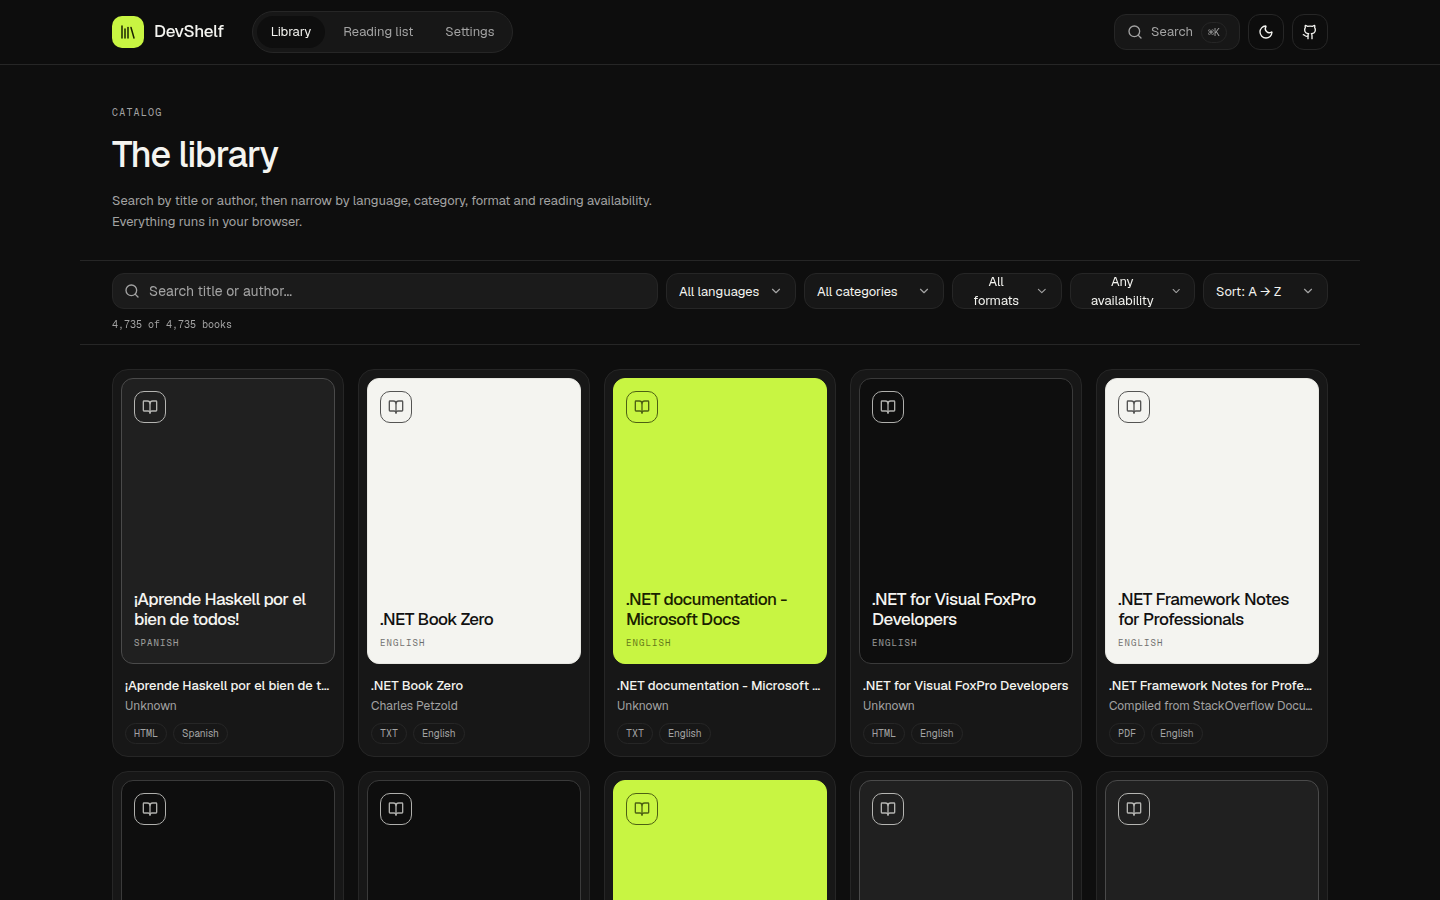 DevShelf
Library
Reading list
Settings
Search
⌘K
CATALOG
The library
Search by title or author, then narrow by language, category, format and reading availability.
Everything runs in your browser.
Search title or author...
All languages
All categories
All
formats
Any
availability
Sort: A → Z
4,735 of 4,735 books
¡Aprende Haskell por el
bien de todos!
SPANISH
¡Aprende Haskell por el bien de t...
Unknown
HTML
Spanish
.NET Book Zero
ENGLISH
.NET Book Zero
Charles Petzold
TXT
English
.NET documentation -
Microsoft Docs
ENGLISH
.NET documentation - Microsoft ...
Unknown
TXT
English
.NET for Visual FoxPro
Developers
ENGLISH
.NET for Visual FoxPro Developers
Unknown
HTML
English
.NET Framework Notes
for Professionals
ENGLISH
.NET Framework Notes for Profe...
Compiled from StackOverflow Docu...
PDF
English